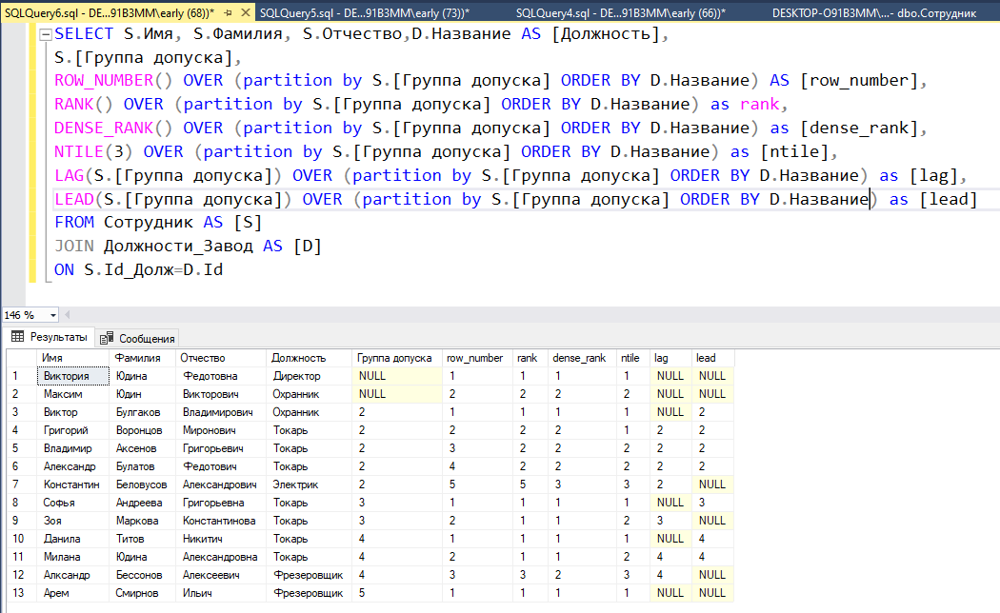 SQLQuery6.sql - DE...91B3MM\early (68))* SQLQuery5.sql - DE...91B3MM\early (73))* SQLQuery4.sql - DE...91B3MM\early (66))* DESKTOP-O91B3MM\...- dbo.Сотрудник
SELECT S.Имя, S.Фамилия, S.Отчество,D.Название AS [Должность],
S.[Группа допуска],
ROW_NUMBER() OVER (partition by S.[Группа допуска] ORDER BY D.Название) AS [row_number],
RANK() OVER (partition by S.[Группа допуска] ORDER BY D.Название) as rank,
DENSE_RANK() OVER (partition by S.[Группа допуска] ORDER BY D.Название) as [dense_rank],
NTILE(3) OVER (partition by S.[Группа допуска] ORDER BY D.Название) as [ntile],
LAG(S.[Группа допуска]) OVER (partition by S.[Группа допуска] ORDER BY D.Название) as [lag],
LEAD(S.[Группа допуска]) OVER (partition by S.[Группа допуска] ORDER BY D.Название) as [lead]
FROM Сотрудник AS [S]
JOIN Должности_Завод AS [D]
ON S.Id_Долж=D.Id
146 %
Результаты Сообщения
Имя Фамилия Отчество Должность Группа допуска row_number rank dense_rank ntile lag lead
1 Виктория Юдина Федотовна Директор NULL 1 1 1 1 NULL NULL
2 Максим Юдин Викторович Охранник NULL 2 2 2 2 NULL NULL
3 Виктор Булгаков Владимирович Охранник 2 1 1 1 1 NULL 2
4 Григорий Воронцов Миронович Токарь 2 2 2 2 1 2 2
5 Владимир Аксенов Григорьевич Токарь 2 3 2 2 2 2 2
6 Александр Булатов Федотович Токарь 2 4 2 2 2 2 2
7 Константин Беловусов Александрович Электрик 2 5 5 3 3 2 NULL
8 Софья Андреева Григорьевна Токарь 3 1 1 1 1 NULL 3
9 Зоя Маркова Константинова Токарь 3 2 1 1 2 3 NULL
10 Данила Титов Никитич Токарь 4 1 1 1 1 NULL 4
11 Милана Юдина Александровна Токарь 4 2 1 1 2 4 4
12 Алксандр Бессонов Алексеевич Фрезеровщик 4 3 3 2 3 4 NULL
13 Арем Смирнов Ильич Фрезеровщик 5 1 1 1 1 NULL NULL